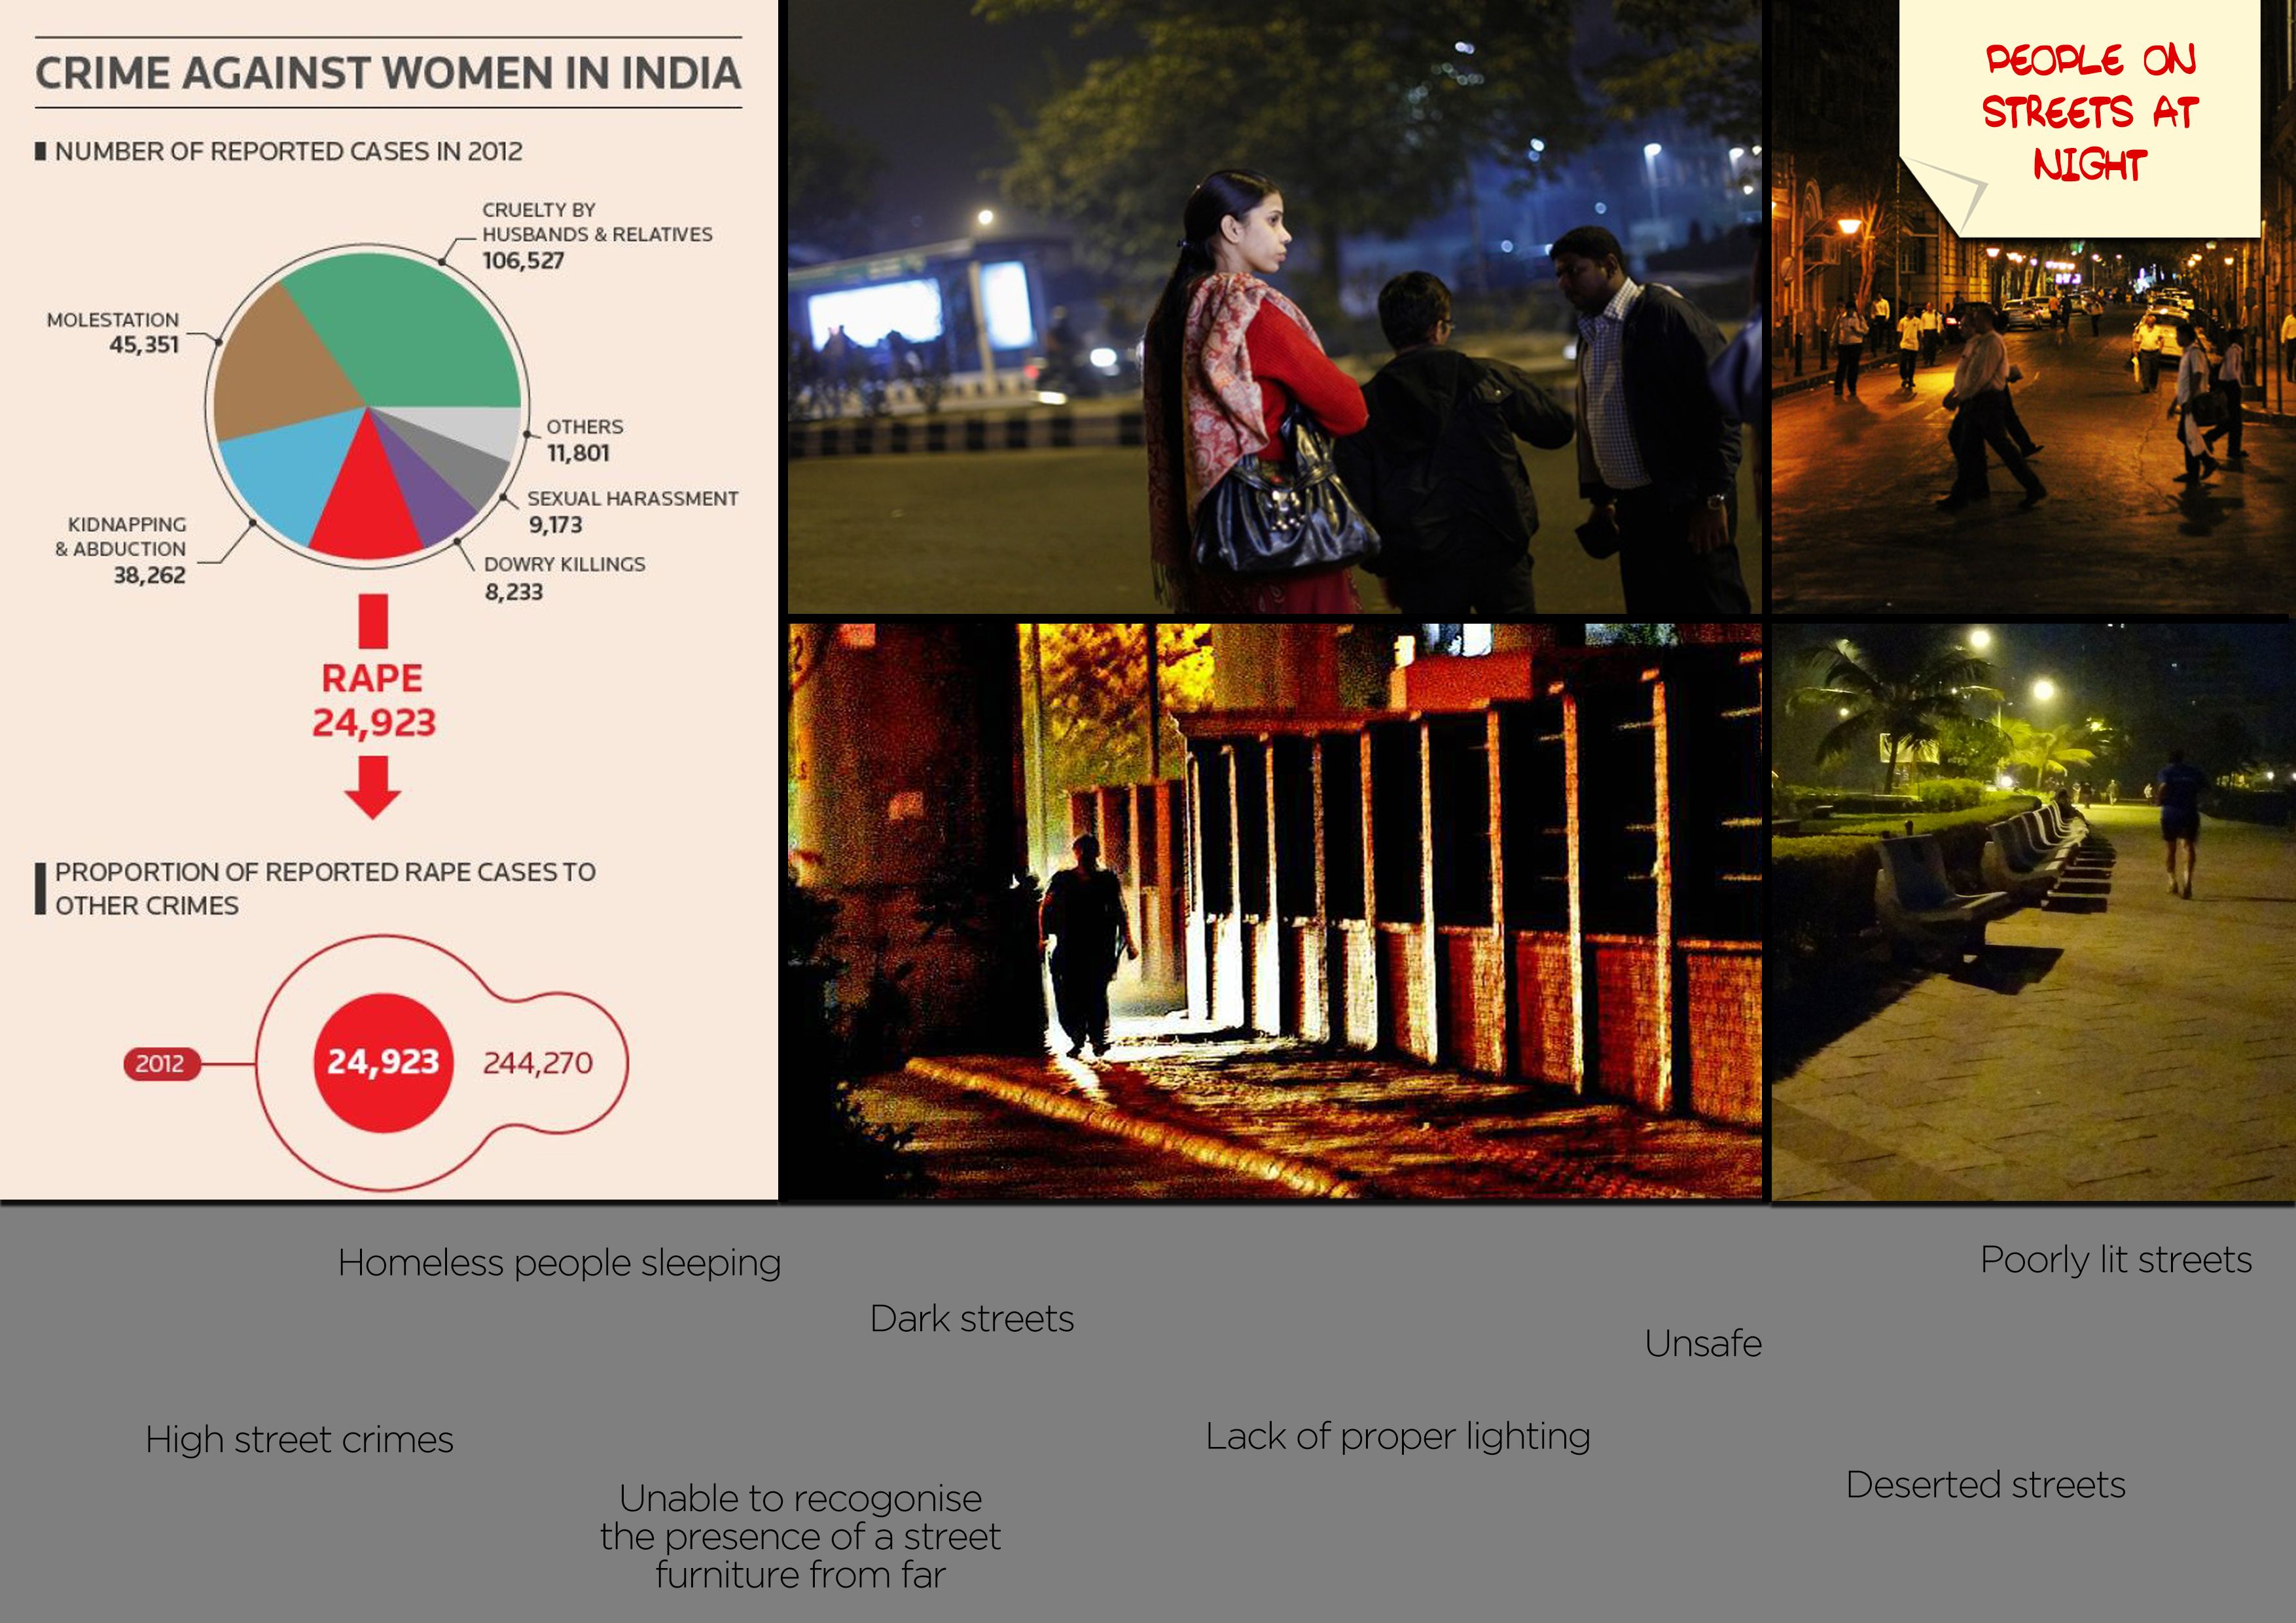 CRIME AGAINST WOMEN IN INDIA
NUMBER OF REPORTED CASES IN 2012
CRUELTY BY
HUSBANDS & RELATIVES
106,527
MOLESTATION
45,351
OTHERS
11,801
SEXUAL HARASSMENT
9,173
KIDNAPPING
& ABDUCTION
38,262
DOWRY KILLINGS
8,233
RAPE
24,923
PROPORTION OF REPORTED RAPE CASES TO
OTHER CRIMES
2012
24,923
244,270
PEOPLE ON
STREETS AT
NIGHT
Homeless people sleeping
Poorly lit streets
Dark streets
Unsafe
High street crimes
Lack of proper lighting
Deserted streets
Unable to recogonise
the presence of a street
furniture from far